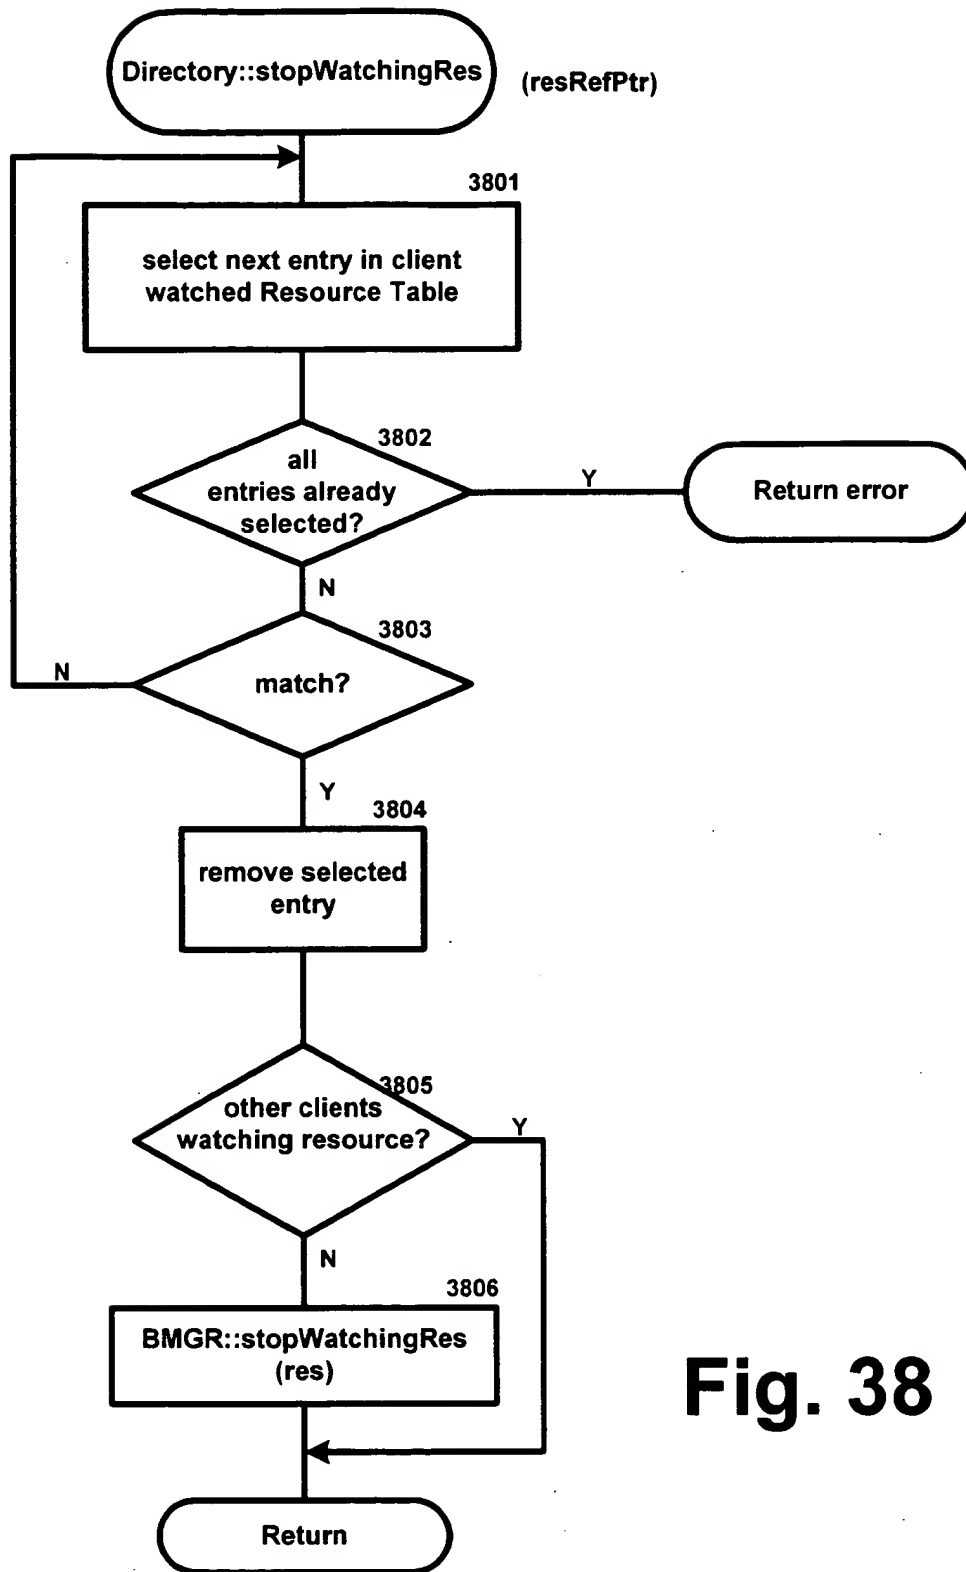 Directory::stopWatchingRes
(resRefPtr)
3801
select next entry in client
watched Resource Table
3802
all
entries already
selected?
Y
Return error
N
3803
match?
N
Y
3804
remove selected
entry
3805
other clients
watching resource?
Y
N
3806
BMGR::stopWatchingRes
(res)
Fig. 38
Return